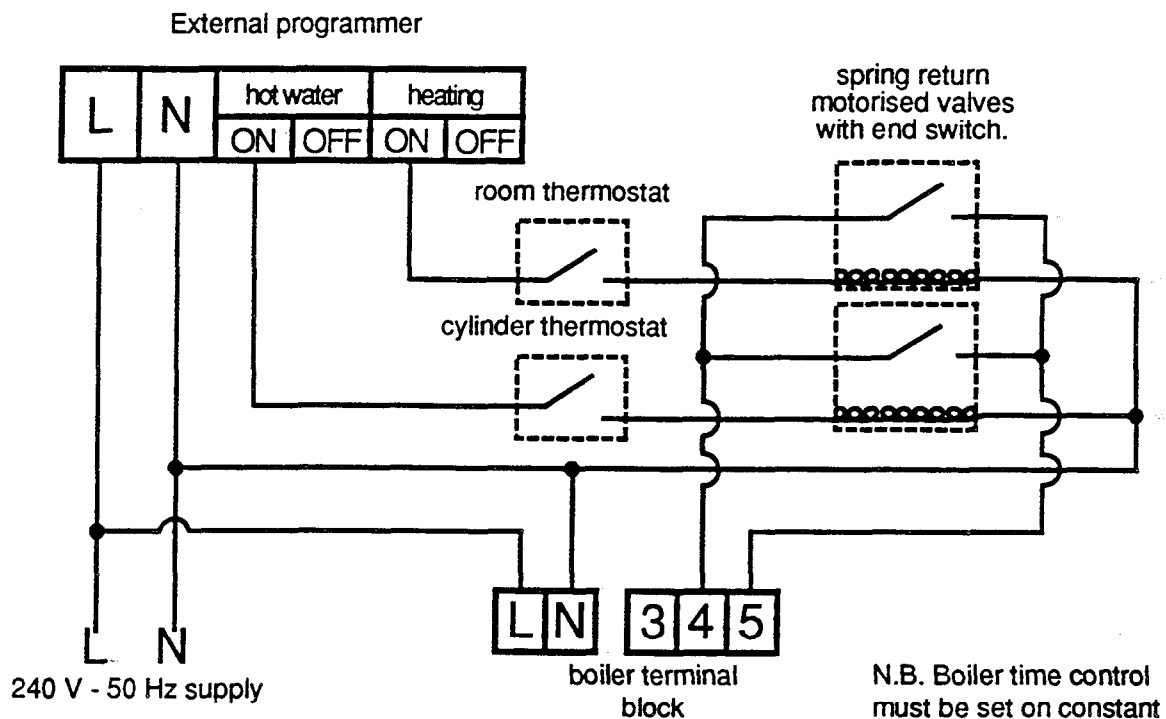 External programmer
L N hot water heating
ON OFF ON OFF
spring return
motorised valves
with end switch.
room thermostat
cylinder thermostat
L N 3 4 5
L N
240 V - 50 Hz supply
boiler terminal
block
N.B. Boiler time control
must be set on constant